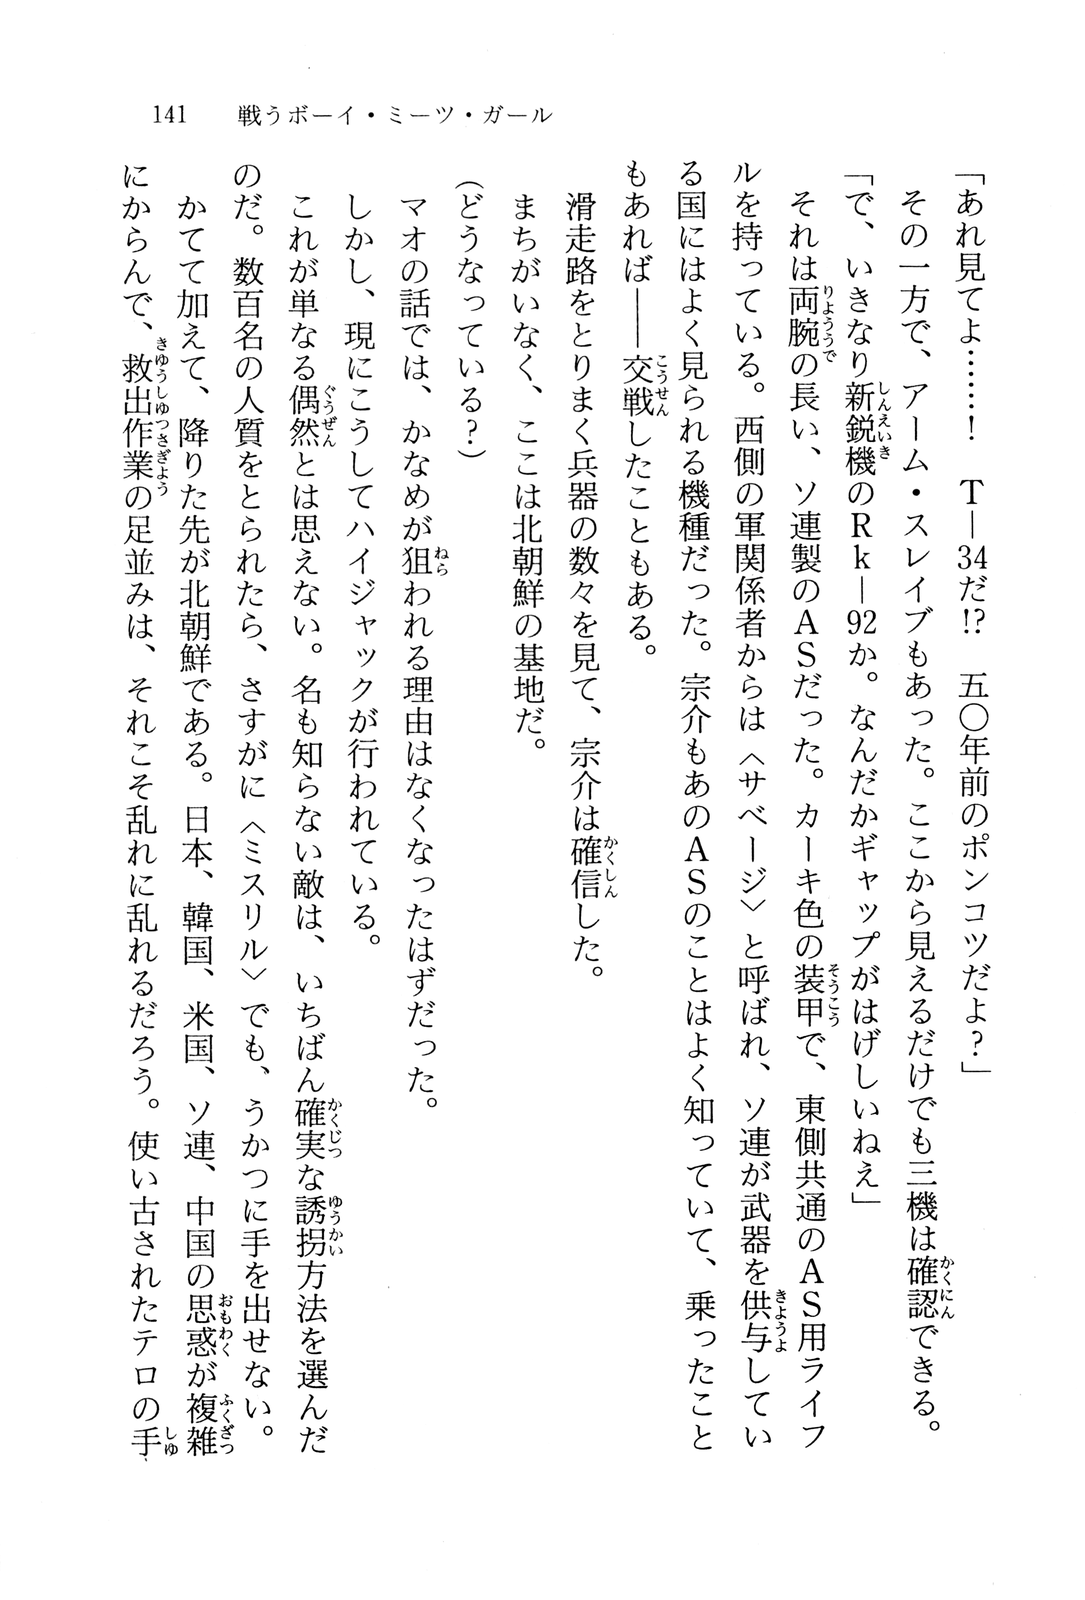 141　戦うボーイ・ミーツ・ガール
「あれ見てよ……！　T—34だ!?　五〇年前のポンコツだよ？」
その一方で、アーム・スレイブもあった。ここから見えるだけでも三機は確認できる。
「で、いきなり新鋭機のRk—92か。なんだかギャップがはげしいねえ」
それは両腕の長い、ソ連製のASだった。カーキ色の装甲で、東側共通のAS用ライフ
ルを持っている。西側の軍関係者からは〈サベージ〉と呼ばれ、ソ連が武器を供与してい
る国にはよく見られる機種だった。宗介もあのASのことはよく知っていて、乗ったこと
もあれば——交戦したこともある。
滑走路をとりまく兵器の数々を見て、宗介は確信した。
まちがいなく、ここは北朝鮮の基地だ。
（どうなっている？）
マオの話では、かなめが狙われる理由はなくなったはずだった。
しかし、現にこうしてハイジャックが行われている。
これが単なる偶然とは思えない。名も知らない敵は、いちばん確実な誘拐方法を選んだ
のだ。数百名の人質をとられたら、さすがに〈ミスリル〉でも、うかつに手を出せない。
かてて加えて、降りた先が北朝鮮である。日本、韓国、米国、ソ連、中国の思惑が複雑
にからんで、救出作業の足並みは、それこそ乱れに乱れるだろう。使い古されたテロの手